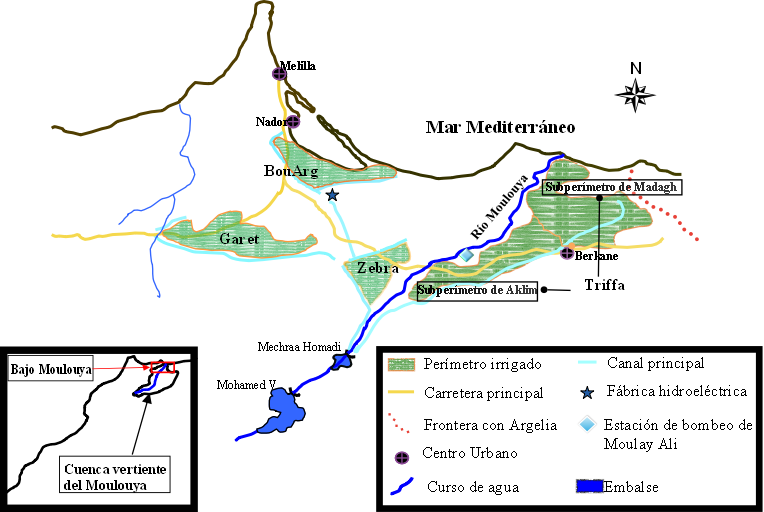 Melilla
N
Nador
Mar Mediterráneo
BouArg
Subperímetro de Madagh
Río Moulouya
Garet
Zebra
Berkane
Subperímetro de Aklim
Triffa
Mechraa Homadi
Mohamed V
Bajo Moulouya
Cuenca vertiente
del Moulouya
Perímetro irrigado
Canal principal
Carretera principal
Fábrica hidroeléctrica
Frontera con Argelia
Estación de bombeo de
Moulay Ali
Centro Urbano
Curso de agua
Embalse